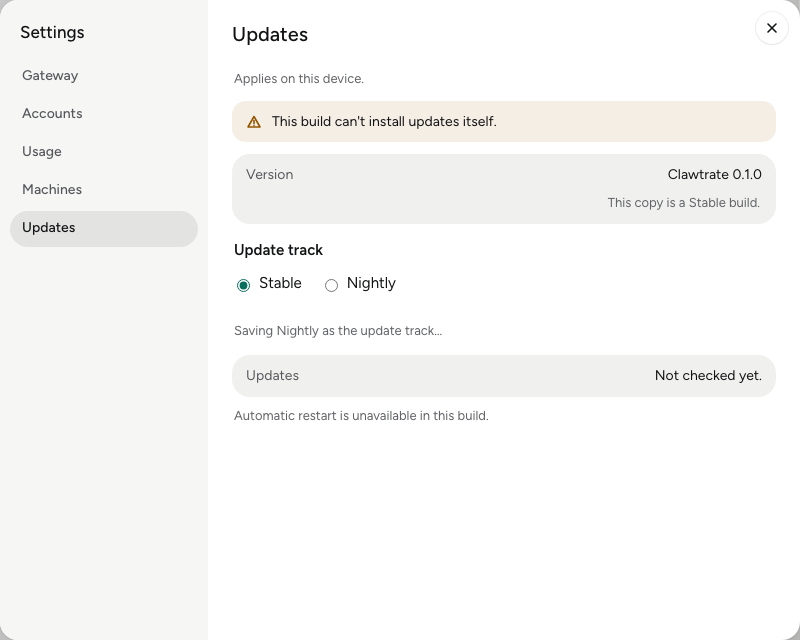 Settings
Gateway
Accounts
Usage
Machines
Updates
Updates
Applies on this device.
This build can't install updates itself.
Version
Clawtrate 0.1.0
This copy is a Stable build.
Update track
Stable
Nightly
Saving Nightly as the update track…
Updates
Not checked yet.
Automatic restart is unavailable in this build.